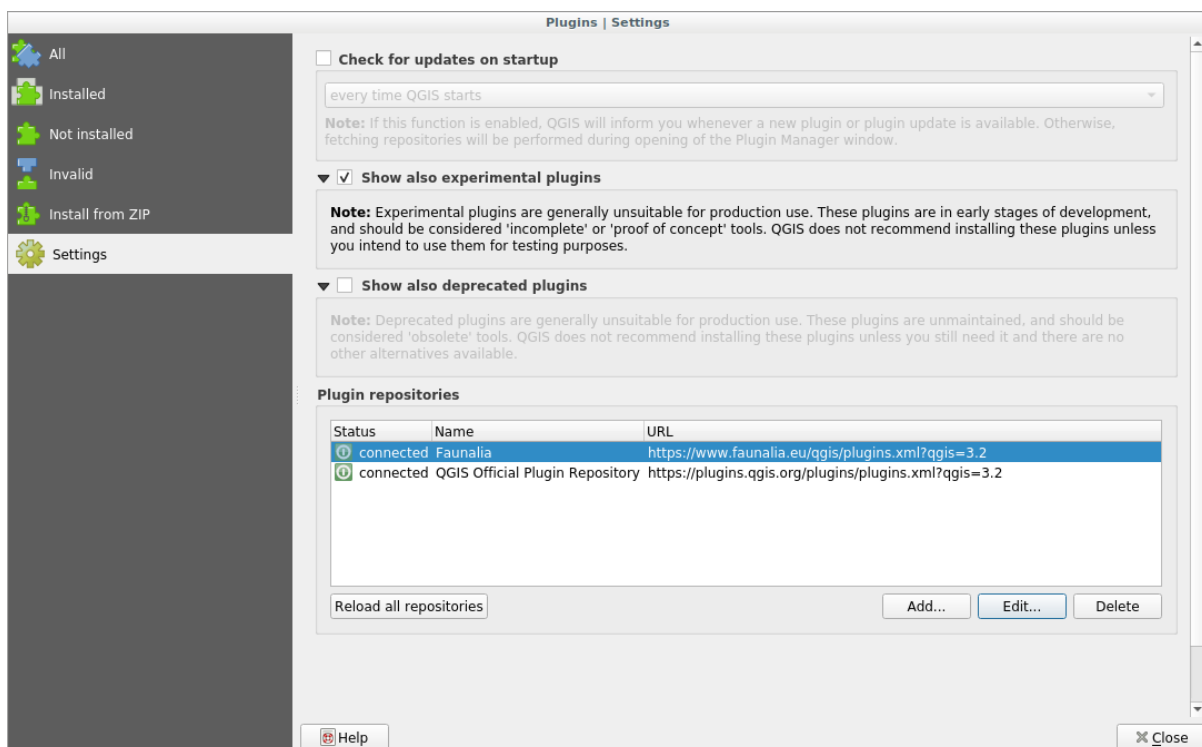 Plugins | Settings
All
Installed
Not installed
Invalid
Install from ZIP
Settings
Check for updates on startup
every time QGIS starts
Note: If this function is enabled, QGIS will inform you whenever a new plugin or plugin update is available. Otherwise,
fetching repositories will be performed during opening of the Plugin Manager window.
Show also experimental plugins
Note: Experimental plugins are generally unsuitable for production use. These plugins are in early stages of development,
and should be considered 'incomplete' or 'proof of concept' tools. QGIS does not recommend installing these plugins unless
you intend to use them for testing purposes.
Show also deprecated plugins
Note: Deprecated plugins are generally unsuitable for production use. These plugins are unmaintained, and should be
considered 'obsolete' tools. QGIS does not recommend installing these plugins unless you still need it and there are no
other alternatives available.
Plugin repositories
Status Name URL
connected Faunalia https://www.faunalia.eu/qgis/plugins.xml?qgis=3.2
connected QGIS Official Plugin Repository https://plugins.qgis.org/plugins/plugins.xml?qgis=3.2
Reload all repositories Add... Edit... Delete
Help Close